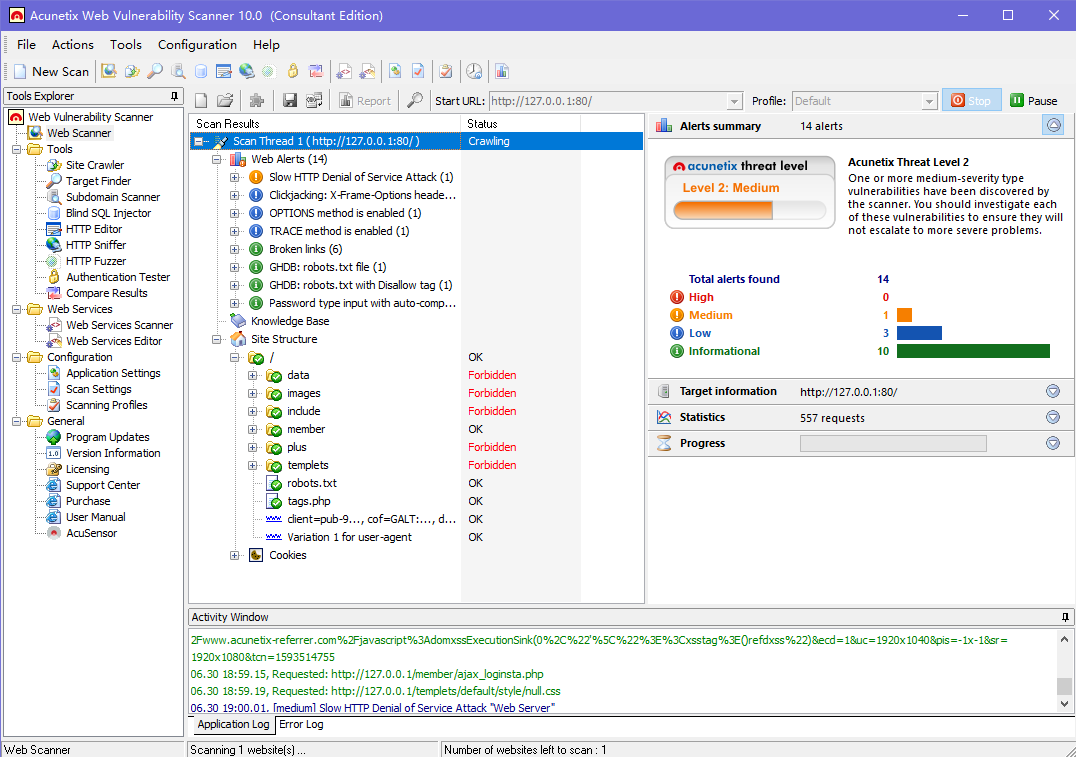 Acunetix Web Vulnerability Scanner 10.0 (Consultant Edition)
File Actions Tools Configuration Help
New Scan
Tools Explorer
Web Vulnerability Scanner
Web Scanner
Tools
Site Crawler
Target Finder
Subdomain Scanner
Blind SQL Injector
HTTP Editor
HTTP Sniffer
HTTP Fuzzer
Authentication Tester
Compare Results
Web Services
Web Services Scanner
Web Services Editor
Configuration
Application Settings
Scan Settings
Scanning Profiles
General
Program Updates
1.0 Version Information
Licensing
Support Center
Purchase
User Manual
AcuSensor
Report Start URL: http://127.0.0.1:80/ Profile: Default Stop Pause
Scan Results Status
Scan Thread 1 ( http://127.0.0.1:80/ ) Crawling
Web Alerts (14)
Slow HTTP Denial of Service Attack (1)
Clickjacking: X-Frame-Options heade...
OPTIONS method is enabled (1)
TRACE method is enabled (1)
Broken links (6)
GHDB: robots.txt file (1)
GHDB: robots.txt with Disallow tag (1)
Password type input with auto-comp...
Knowledge Base
Site Structure
/ OK
data Forbidden
images Forbidden
include Forbidden
member OK
plus Forbidden
templets Forbidden
robots.txt OK
tags.php OK
client=pub-9..., cof=GALT:..., d... OK
Variation 1 for user-agent OK
Cookies
Alerts summary 14 alerts
acunetix threat level
Level 2: Medium
Acunetix Threat Level 2
One or more medium-severity type
vulnerabilities have been discovered by
the scanner. You should investigate each
of these vulnerabilities to ensure they will
not escalate to more severe problems.
Total alerts found 14
High 0
Medium 1
Low 3
Informational 10
Target information http://127.0.0.1:80/
Statistics 557 requests
Progress
Activity Window
2Fwww.acunetix-referrer.com%2Fjavascript%3AdomxssExecutionSink(0%2C%22'%5C%22%3E%3Cxsstag%3E()refdxss%22)&ecd=1&uc=1920x1040&pis=-1x-1&sr=
1920x1080&tcn=1593514755
06.30 18:59.15, Requested: http://127.0.0.1/member/ajax_loginsta.php
06.30 18:59.19, Requested: http://127.0.0.1/templets/default/style/null.css
06.30 19:00.01, [medium] Slow HTTP Denial of Service Attack "Web Server"
Application Log Error Log
Web Scanner Scanning 1 website(s) ... Number of websites left to scan : 1